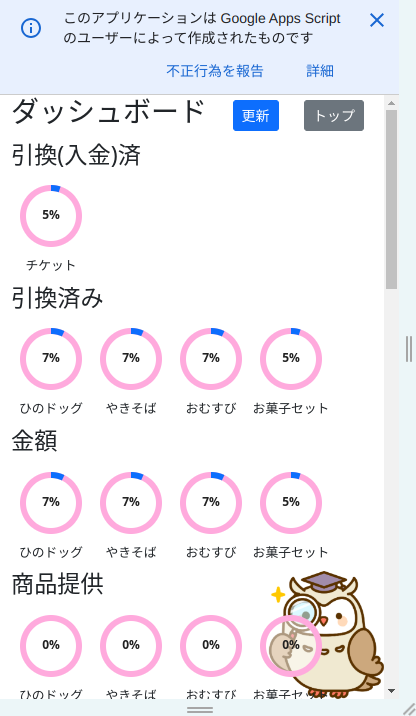 このアプリケーションは Google Apps Script
のユーザーによって作成されたものです
不正行為を報告 詳細
ダッシュボード 更新 トップ
引換(入金)済
5%
チケット
引換済み
7% 7% 7% 5%
ひのドッグ やきそば おむすび お菓子セット
金額
7% 7% 7% 5%
ひのドッグ やきそば おむすび お菓子セット
商品提供
0% 0% 0% 0%
ひのドッグ やきそば おむすび お菓子セット